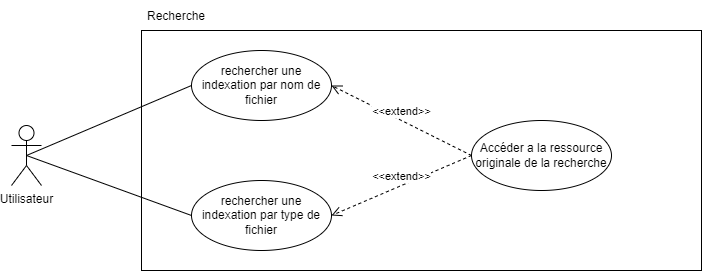 Recherche
rechercher une
indexation par nom de
fichier
<<extend>>
Accéder a la ressource
originale de la recherche
<<extend>>
Utilisateur
rechercher une
indexation par type de
fichier